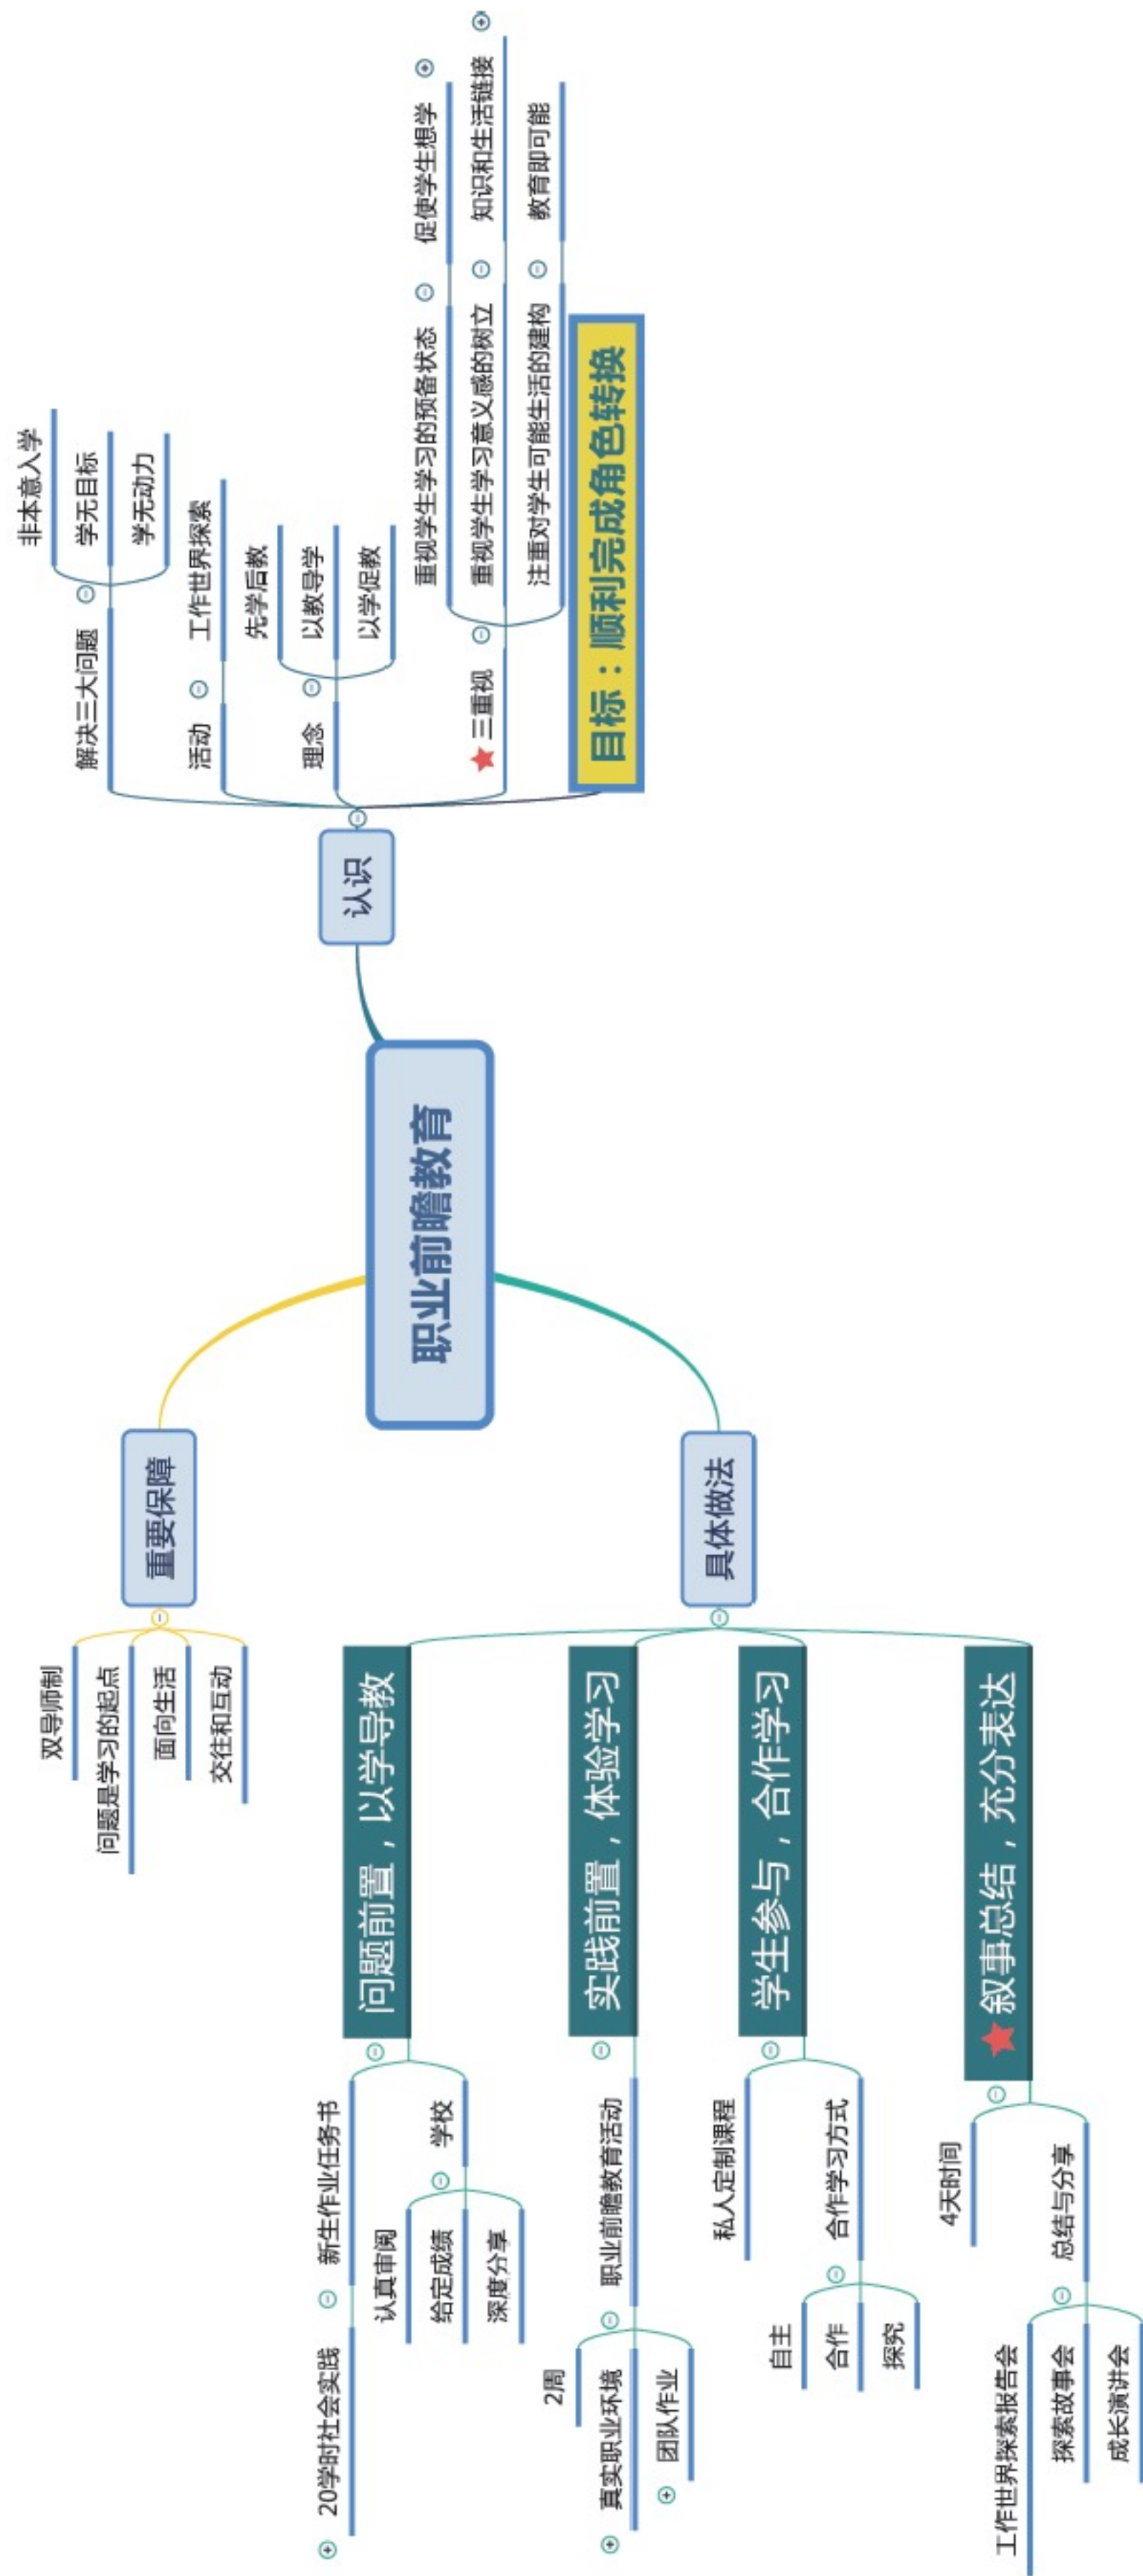 职业前瞻教育
认识
解决三大问题
非本意入学
学无目标
学无动力
活动
工作世界探索
理念
先学后教
以教导学
以学促教
三重视
重视学生学习的预备状态
促使学生想学
重视学生学习意义感的树立
知识和生活链接
注重对学生可能生活的建构
教育即可能
目标：顺利完成角色转换
重要保障
双导师制
问题是学习的起点
面向生活
交往和互动
具体做法
问题前置，以学导教
新生作业任务书
20学时社会实践
学校
认真审阅
给定成绩
深度分享
实践前置，体验学习
职业前瞻教育活动
2周
真实职业环境
团队作业
学生参与，合作学习
私人定制课程
合作学习方式
自主
合作
探究
叙事总结，充分表达
4天时间
总结与分享
工作世界探索报告会
探索故事会
成长演讲会